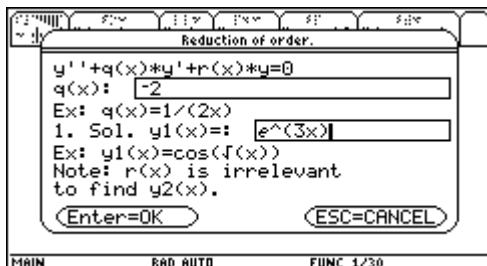 Reduction of order.
y''+q(x)*y'+r(x)*y=0
q(x): -2
Ex: q(x)=1/(2x)
1. Sol. y1(x)=: e^(3x)
Ex: y1(x)=cos(√(x))
Note: r(x) is irrelevant
to find y2(x).
Enter=OK ESC=CANCEL
MAIN RAD AUTO FUNC 1/30